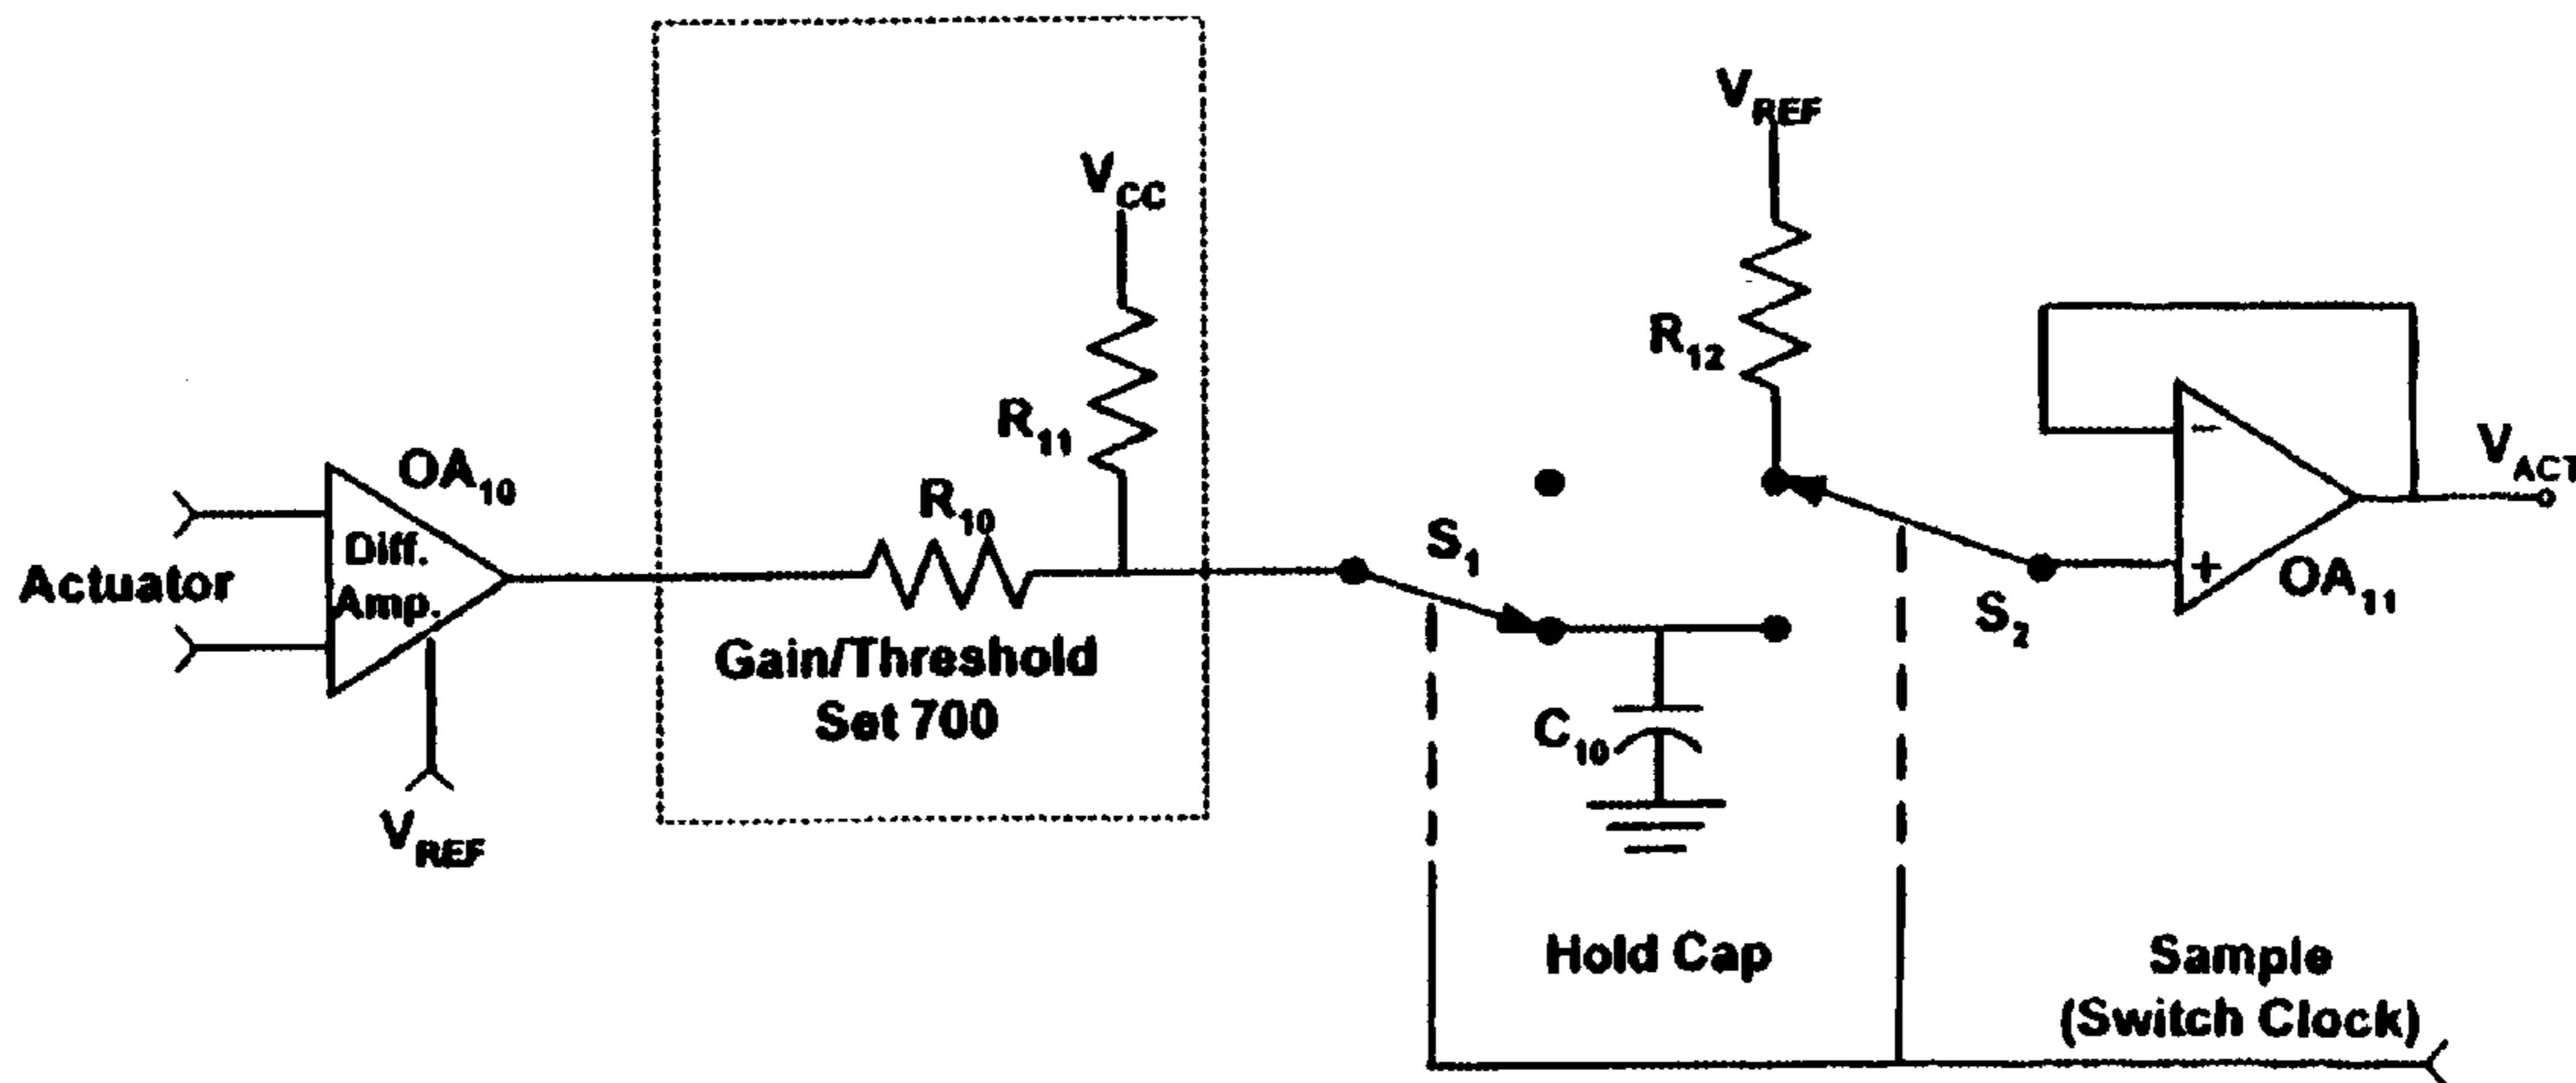 V_REF
V_CC
R_12
R_11
V_ACT
OA_10
R_10
S_1
Diff.
Amp.
Actuator
−
+
OA_11
S_2
Gain/Threshold
Set 700
C_10
V_REF
Hold Cap
Sample
(Switch Clock)